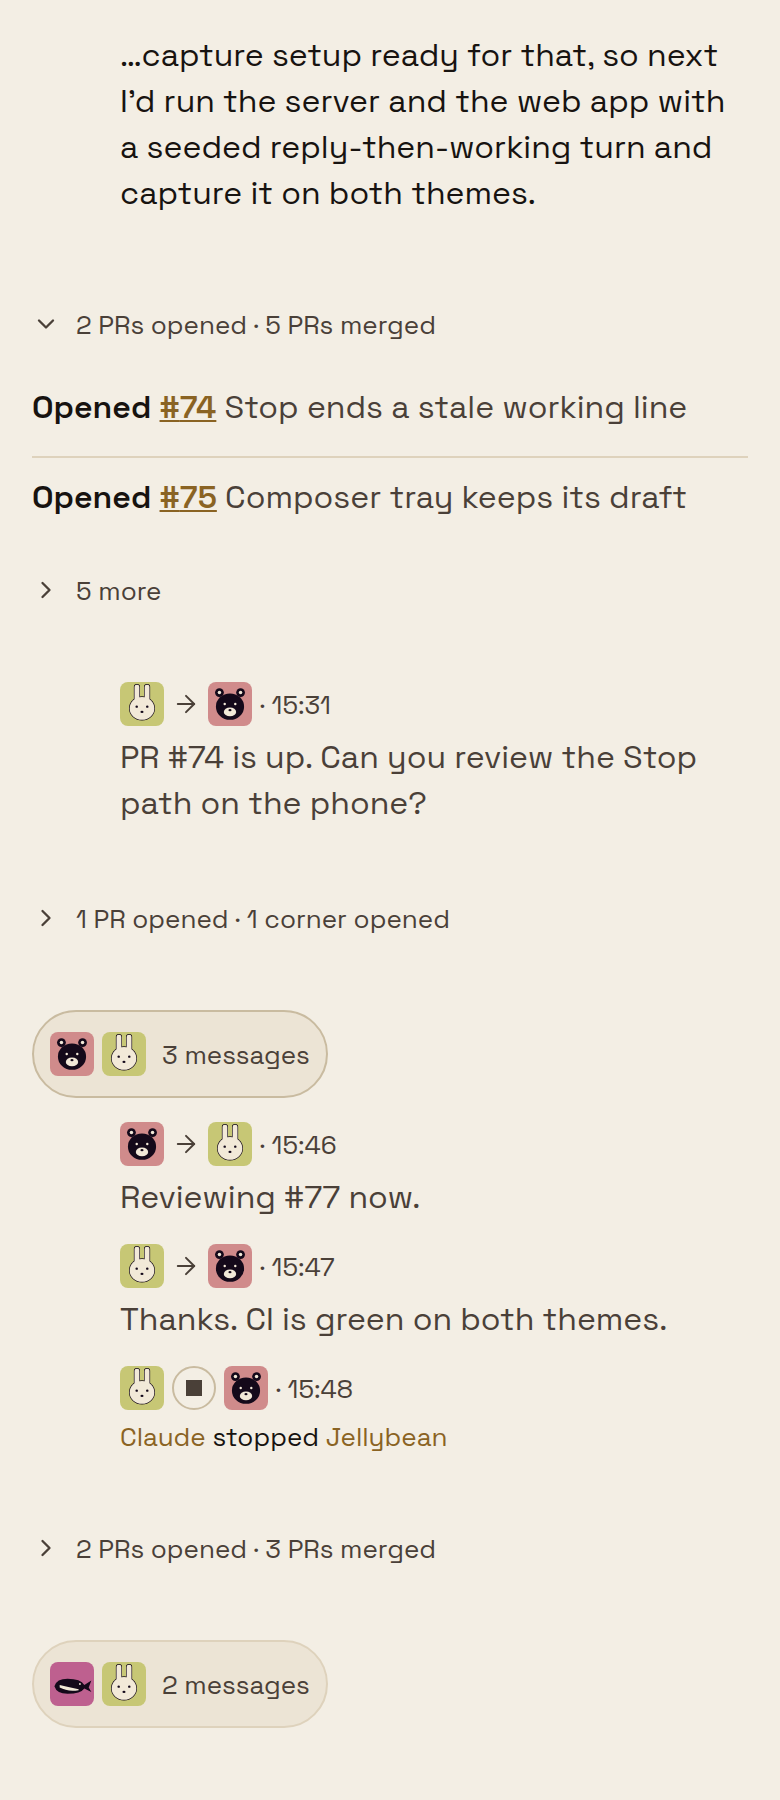 …capture setup ready for that, so next
I’d run the server and the web app with
a seeded reply-then-working turn and
capture it on both themes.
2 PRs opened · 5 PRs merged
Opened #74 Stop ends a stale working line
Opened #75 Composer tray keeps its draft
5 more
· 15:31
PR #74 is up. Can you review the Stop
path on the phone?
1 PR opened · 1 corner opened
3 messages
· 15:46
Reviewing #77 now.
· 15:47
Thanks. CI is green on both themes.
· 15:48
Claude stopped Jellybean
2 PRs opened · 3 PRs merged
2 messages